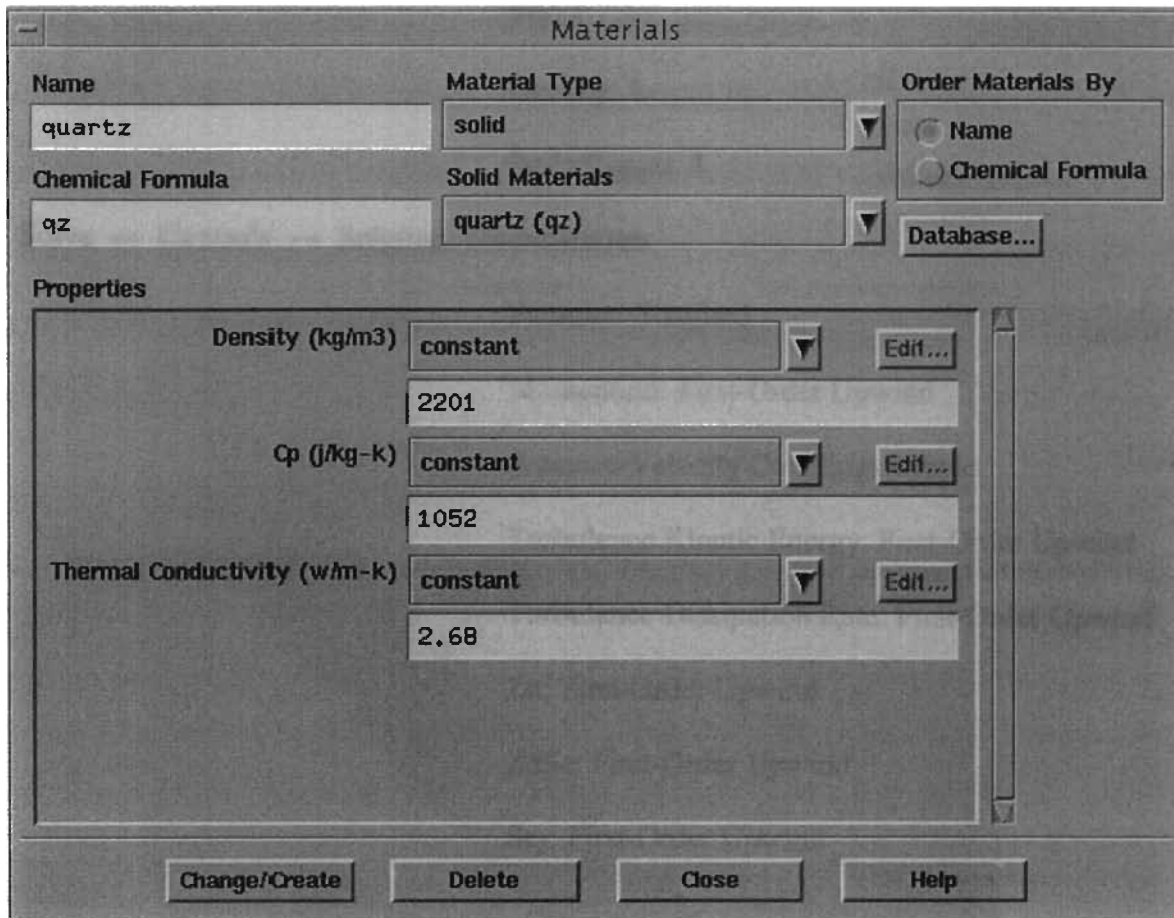 Materials
Name
quartz
Material Type
solid
Order Materials By
Name
Chemical Formula
Chemical Formula
qz
Solid Materials
quartz (qz)
Database...
Properties
Density (kg/m3)
constant
Edit...
2201
Cp (j/kg-k)
constant
Edit...
1052
Thermal Conductivity (w/m-k)
constant
Edit...
2.68
Change/Create
Delete
Close
Help